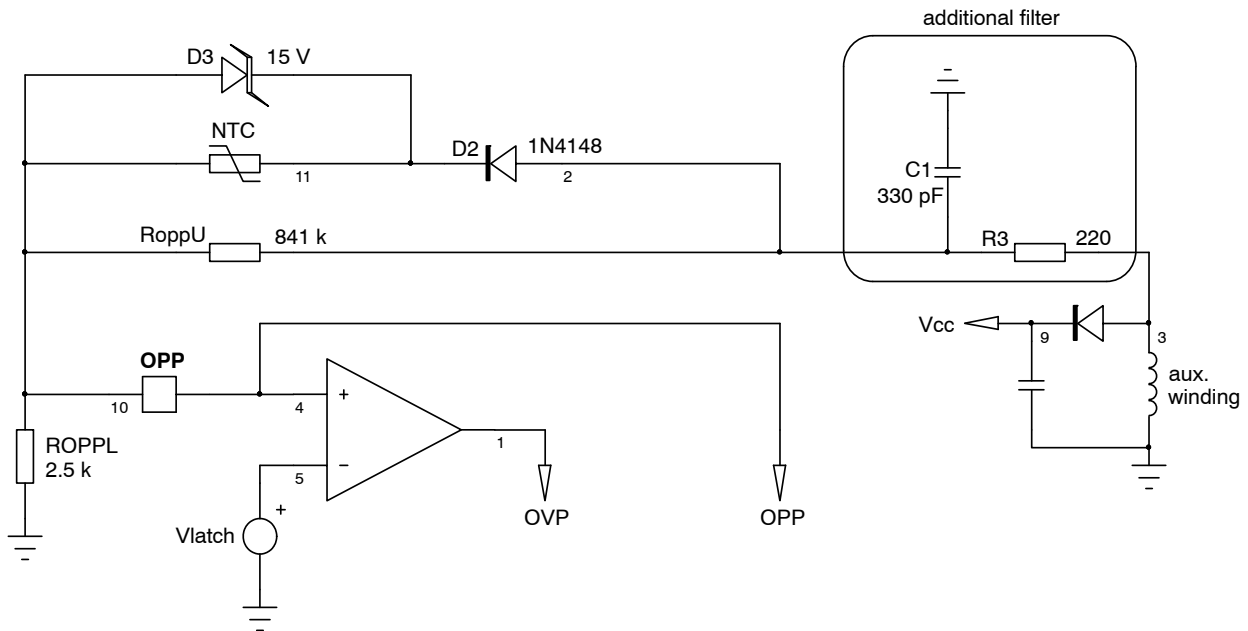 additional filter
D3
15 V
NTC
11
D2
1N4148
2
C1
330 pF
RoppU
841 k
R3
220
Vcc
9
3
aux.
winding
OPP
10
4
+
5
−
1
ROPPL
2.5 k
+
Vlatch
OVP
OPP